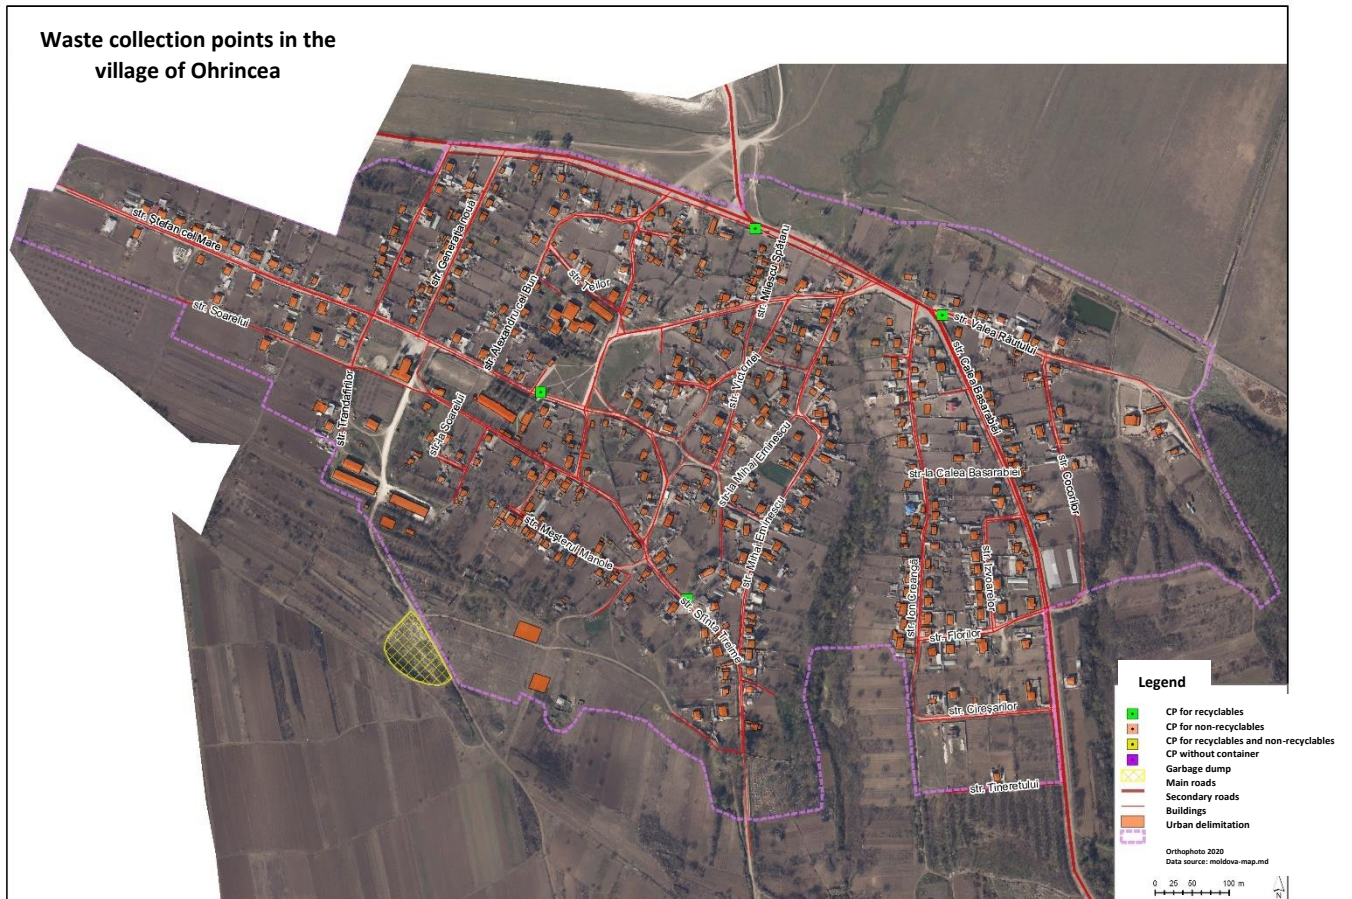 Waste collection points in the
village of Ohrincea
str. Ştefan cel Mare
str. Generaţia nouă
str. Milescu Spătaru
str. Teilor
str. Alexandru cel Bun
str. Soarelui
str. Valea Răutului
str. Calea Basarabiei
str. Victoriei
str. Trandafirilor
str-la Soarelui
str-la Mihai Eminescu
str-la Calea Basarabiei
str. Cocorilor
str. Meşterul Manole
str. Mihai Eminescu
str. Ion Creangă
str. Izvoarelor
str. Sfînta Treime
str. Florilor
str. Cireşarilor
str. Tineretului
Legend
CP for recyclables
CP for non-recyclables
CP for recyclables and non-recyclables
CP without container
Garbage dump
Main roads
Secondary roads
Buildings
Urban delimitation
Orthophoto 2020
Data source: moldova-map.md
0 25 50 100 m
N